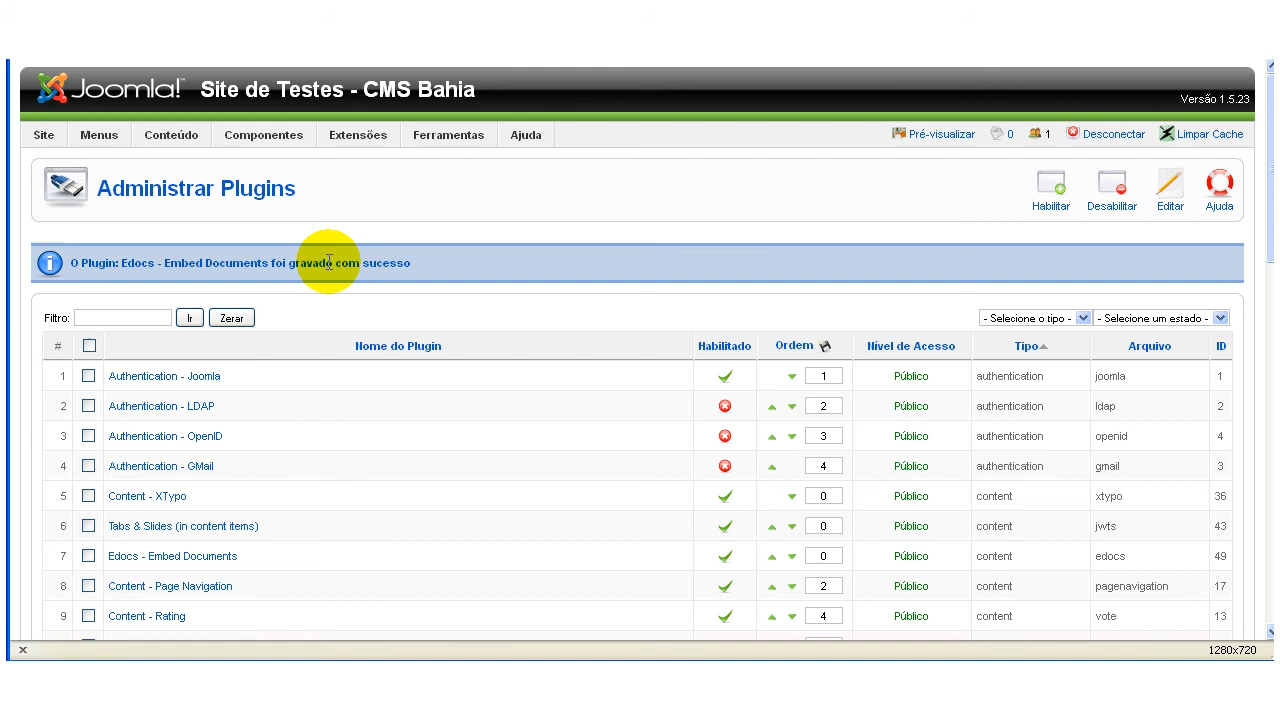 Joomla! Site de Testes - CMS Bahia
Versão 1.5.23
Site Menus Conteúdo Componentes Extensões Ferramentas Ajuda Pré-visualizar 0 1 Desconectar Limpar Cache
Administrar Plugins
Habilitar Desabilitar Editar Ajuda
O Plugin: Edocs - Embed Documents foi gravado com sucesso
Filtro: Ir Zerar - Selecione o tipo - - Selecione um estado -
# Nome do Plugin Habilitado Ordem Nível de Acesso Tipo Arquivo ID
1 Authentication - Joomla 1 Público authentication joomla 1
2 Authentication - LDAP 2 Público authentication ldap 2
3 Authentication - OpenID 3 Público authentication openid 4
4 Authentication - GMail 4 Público authentication gmail 3
5 Content - XTypo 0 Público content xtypo 36
6 Tabs & Slides (in content items) 0 Público content jwts 43
7 Edocs - Embed Documents 0 Público content edocs 49
8 Content - Page Navigation 2 Público content pagenavigation 17
9 Content - Rating 4 Público content vote 13
x 1280x720